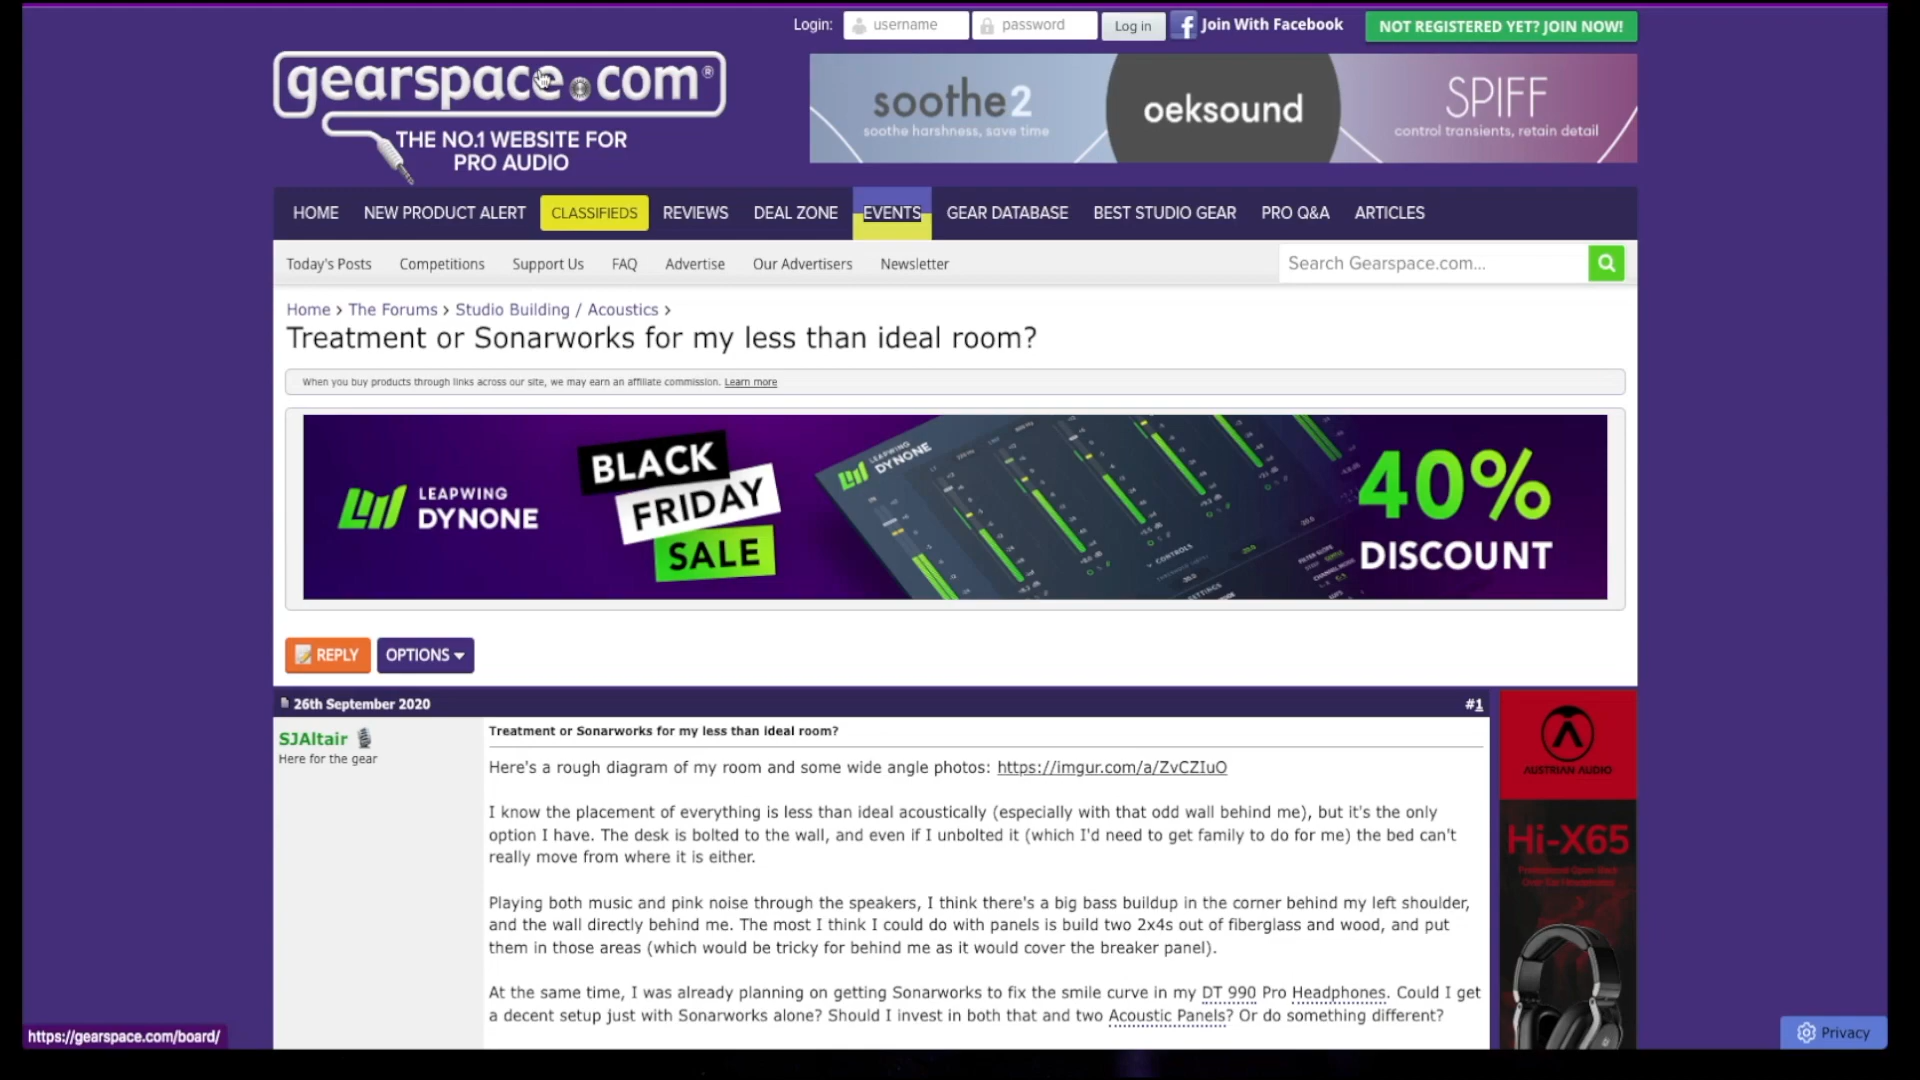 Login: username password Log in Join With Facebook NOT REGISTERED YET? JOIN NOW!
gearspace.com®
THE NO.1 WEBSITE FOR
PRO AUDIO
soothe2
soothe harshness, save time
oeksound
SPIFF
control transients, retain detail
HOME NEW PRODUCT ALERT CLASSIFIEDS REVIEWS DEAL ZONE EVENTS GEAR DATABASE BEST STUDIO GEAR PRO Q&A ARTICLES
Today's Posts Competitions Support Us FAQ Advertise Our Advertisers Newsletter Search Gearspace.com...
Home > The Forums > Studio Building / Acoustics >
Treatment or Sonarworks for my less than ideal room?
When you buy products through links across our site, we may earn an affiliate commission. Learn more
LEAPWING
DYNONE
BLACK
FRIDAY
SALE
LEAPWING
DYNONE
CONTROLS
SETTINGS
40%
DISCOUNT
REPLY OPTIONS
26th September 2020 #1
SJAltair
Here for the gear
Treatment or Sonarworks for my less than ideal room?
Here's a rough diagram of my room and some wide angle photos: https://imgur.com/a/ZvCZIuO
I know the placement of everything is less than ideal acoustically (especially with that odd wall behind me), but it's the only
option I have. The desk is bolted to the wall, and even if I unbolted it (which I'd need to get family to do for me) the bed can't
really move from where it is either.
Playing both music and pink noise through the speakers, I think there's a big bass buildup in the corner behind my left shoulder,
and the wall directly behind me. The most I think I could do with panels is build two 2x4s out of fiberglass and wood, and put
them in those areas (which would be tricky for behind me as it would cover the breaker panel).
At the same time, I was already planning on getting Sonarworks to fix the smile curve in my DT 990 Pro Headphones. Could I get
a decent setup just with Sonarworks alone? Should I invest in both that and two Acoustic Panels? Or do something different?
AUSTRIAN AUDIO
Hi-X65
https://gearspace.com/board/
Privacy